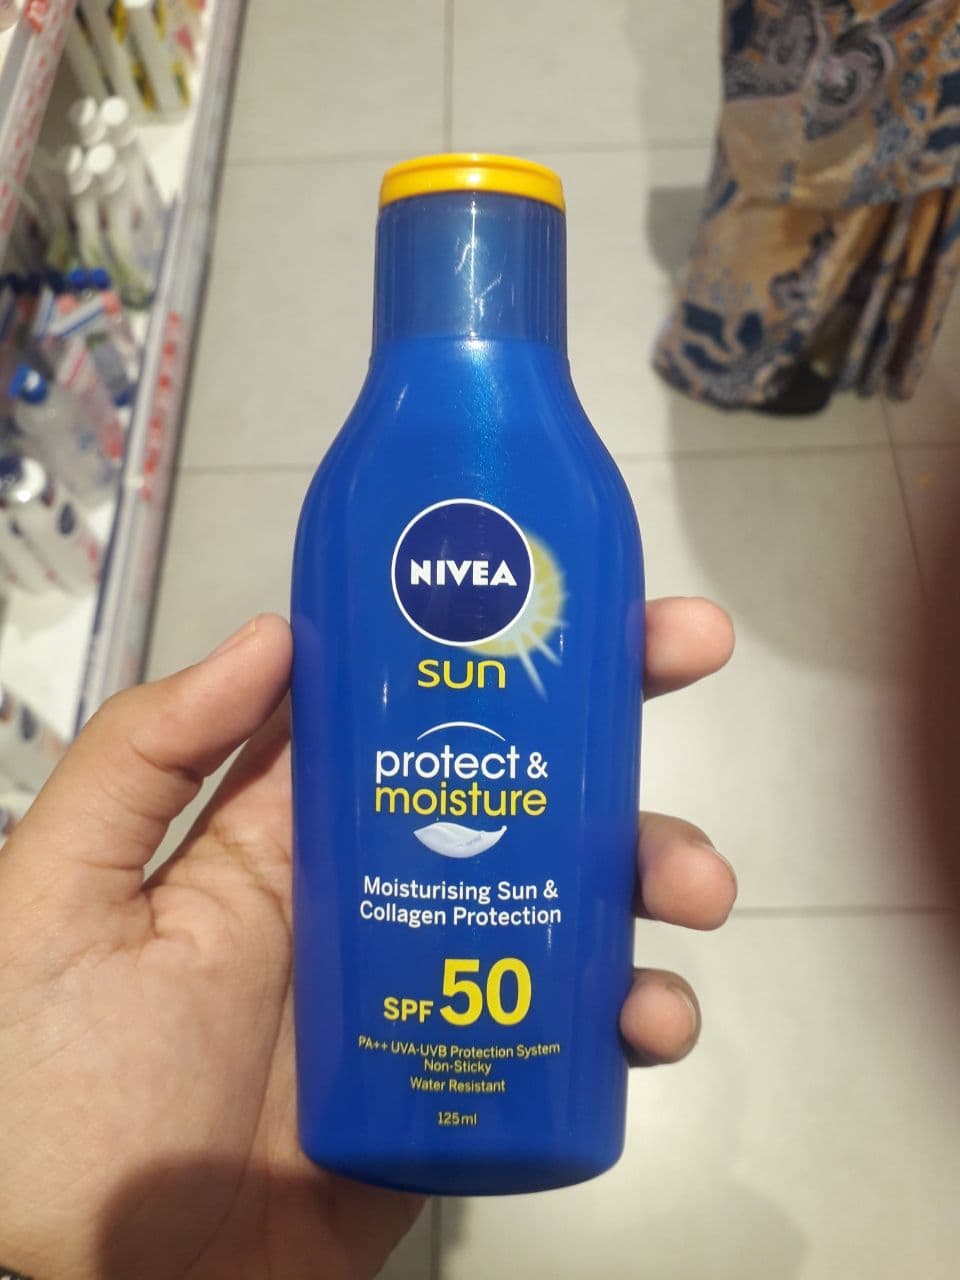 NIVEA
sun
protect &
moisture
Moisturising Sun &
Collagen Protection
SPF 50
PA++ UVA-UVB Protection System
Non-Sticky
Water Resistant
125ml